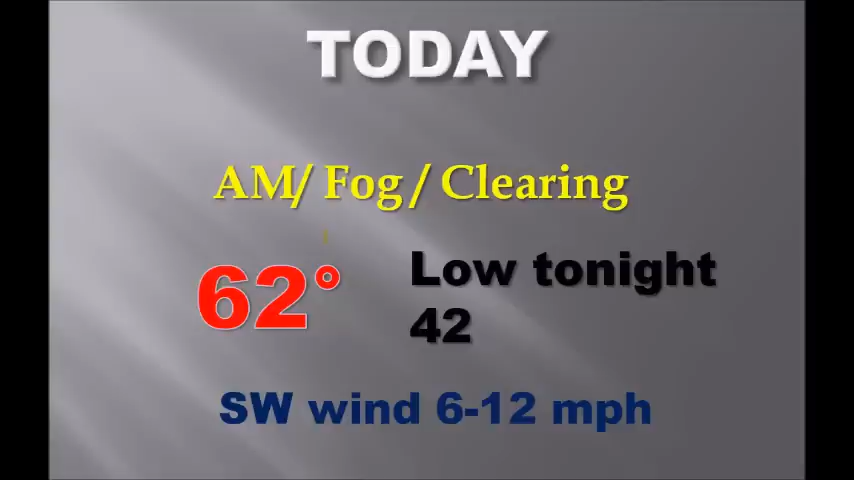 TODAY
AM/ Fog / Clearing
62°
Low tonight
42
SW wind 6-12 mph